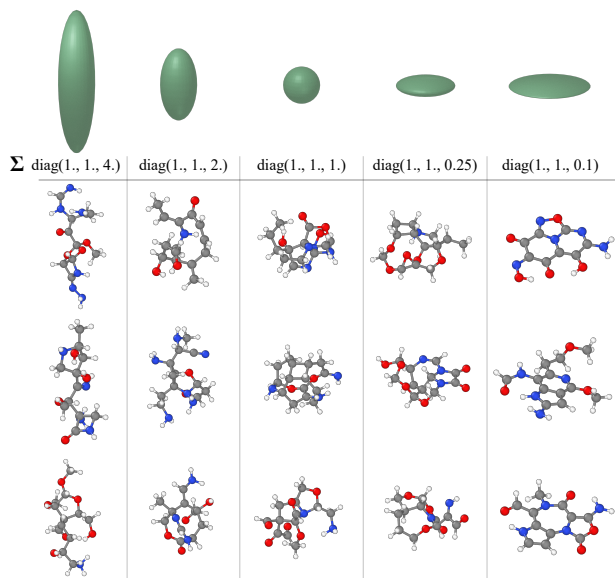 Σ diag(1., 1., 4.) diag(1., 1., 2.) diag(1., 1., 1.) diag(1., 1., 0.25) diag(1., 1., 0.1)